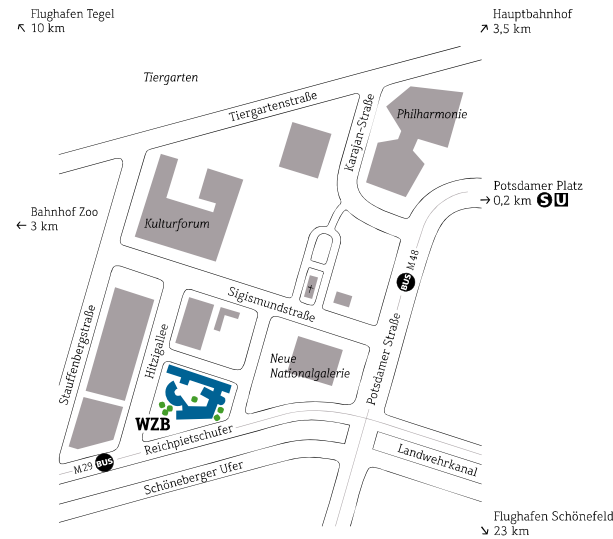 Flughafen Tegel
↖ 10 km
Hauptbahnhof
↗ 3,5 km
Tiergarten
Tiergartenstraße
Karajan-Straße
Philharmonie
Potsdamer Platz
→ 0,2 km S U
Bahnhof Zoo
← 3 km
Kulturforum
BUS M48
Sigismundstraße
Stauffenbergstraße
Hitzigallee
Potsdamer Straße
Neue
Nationalgalerie
WZB
Reichpietschufer
M29 BUS
Landwehrkanal
Schöneberger Ufer
Flughafen Schönefeld
↘ 23 km